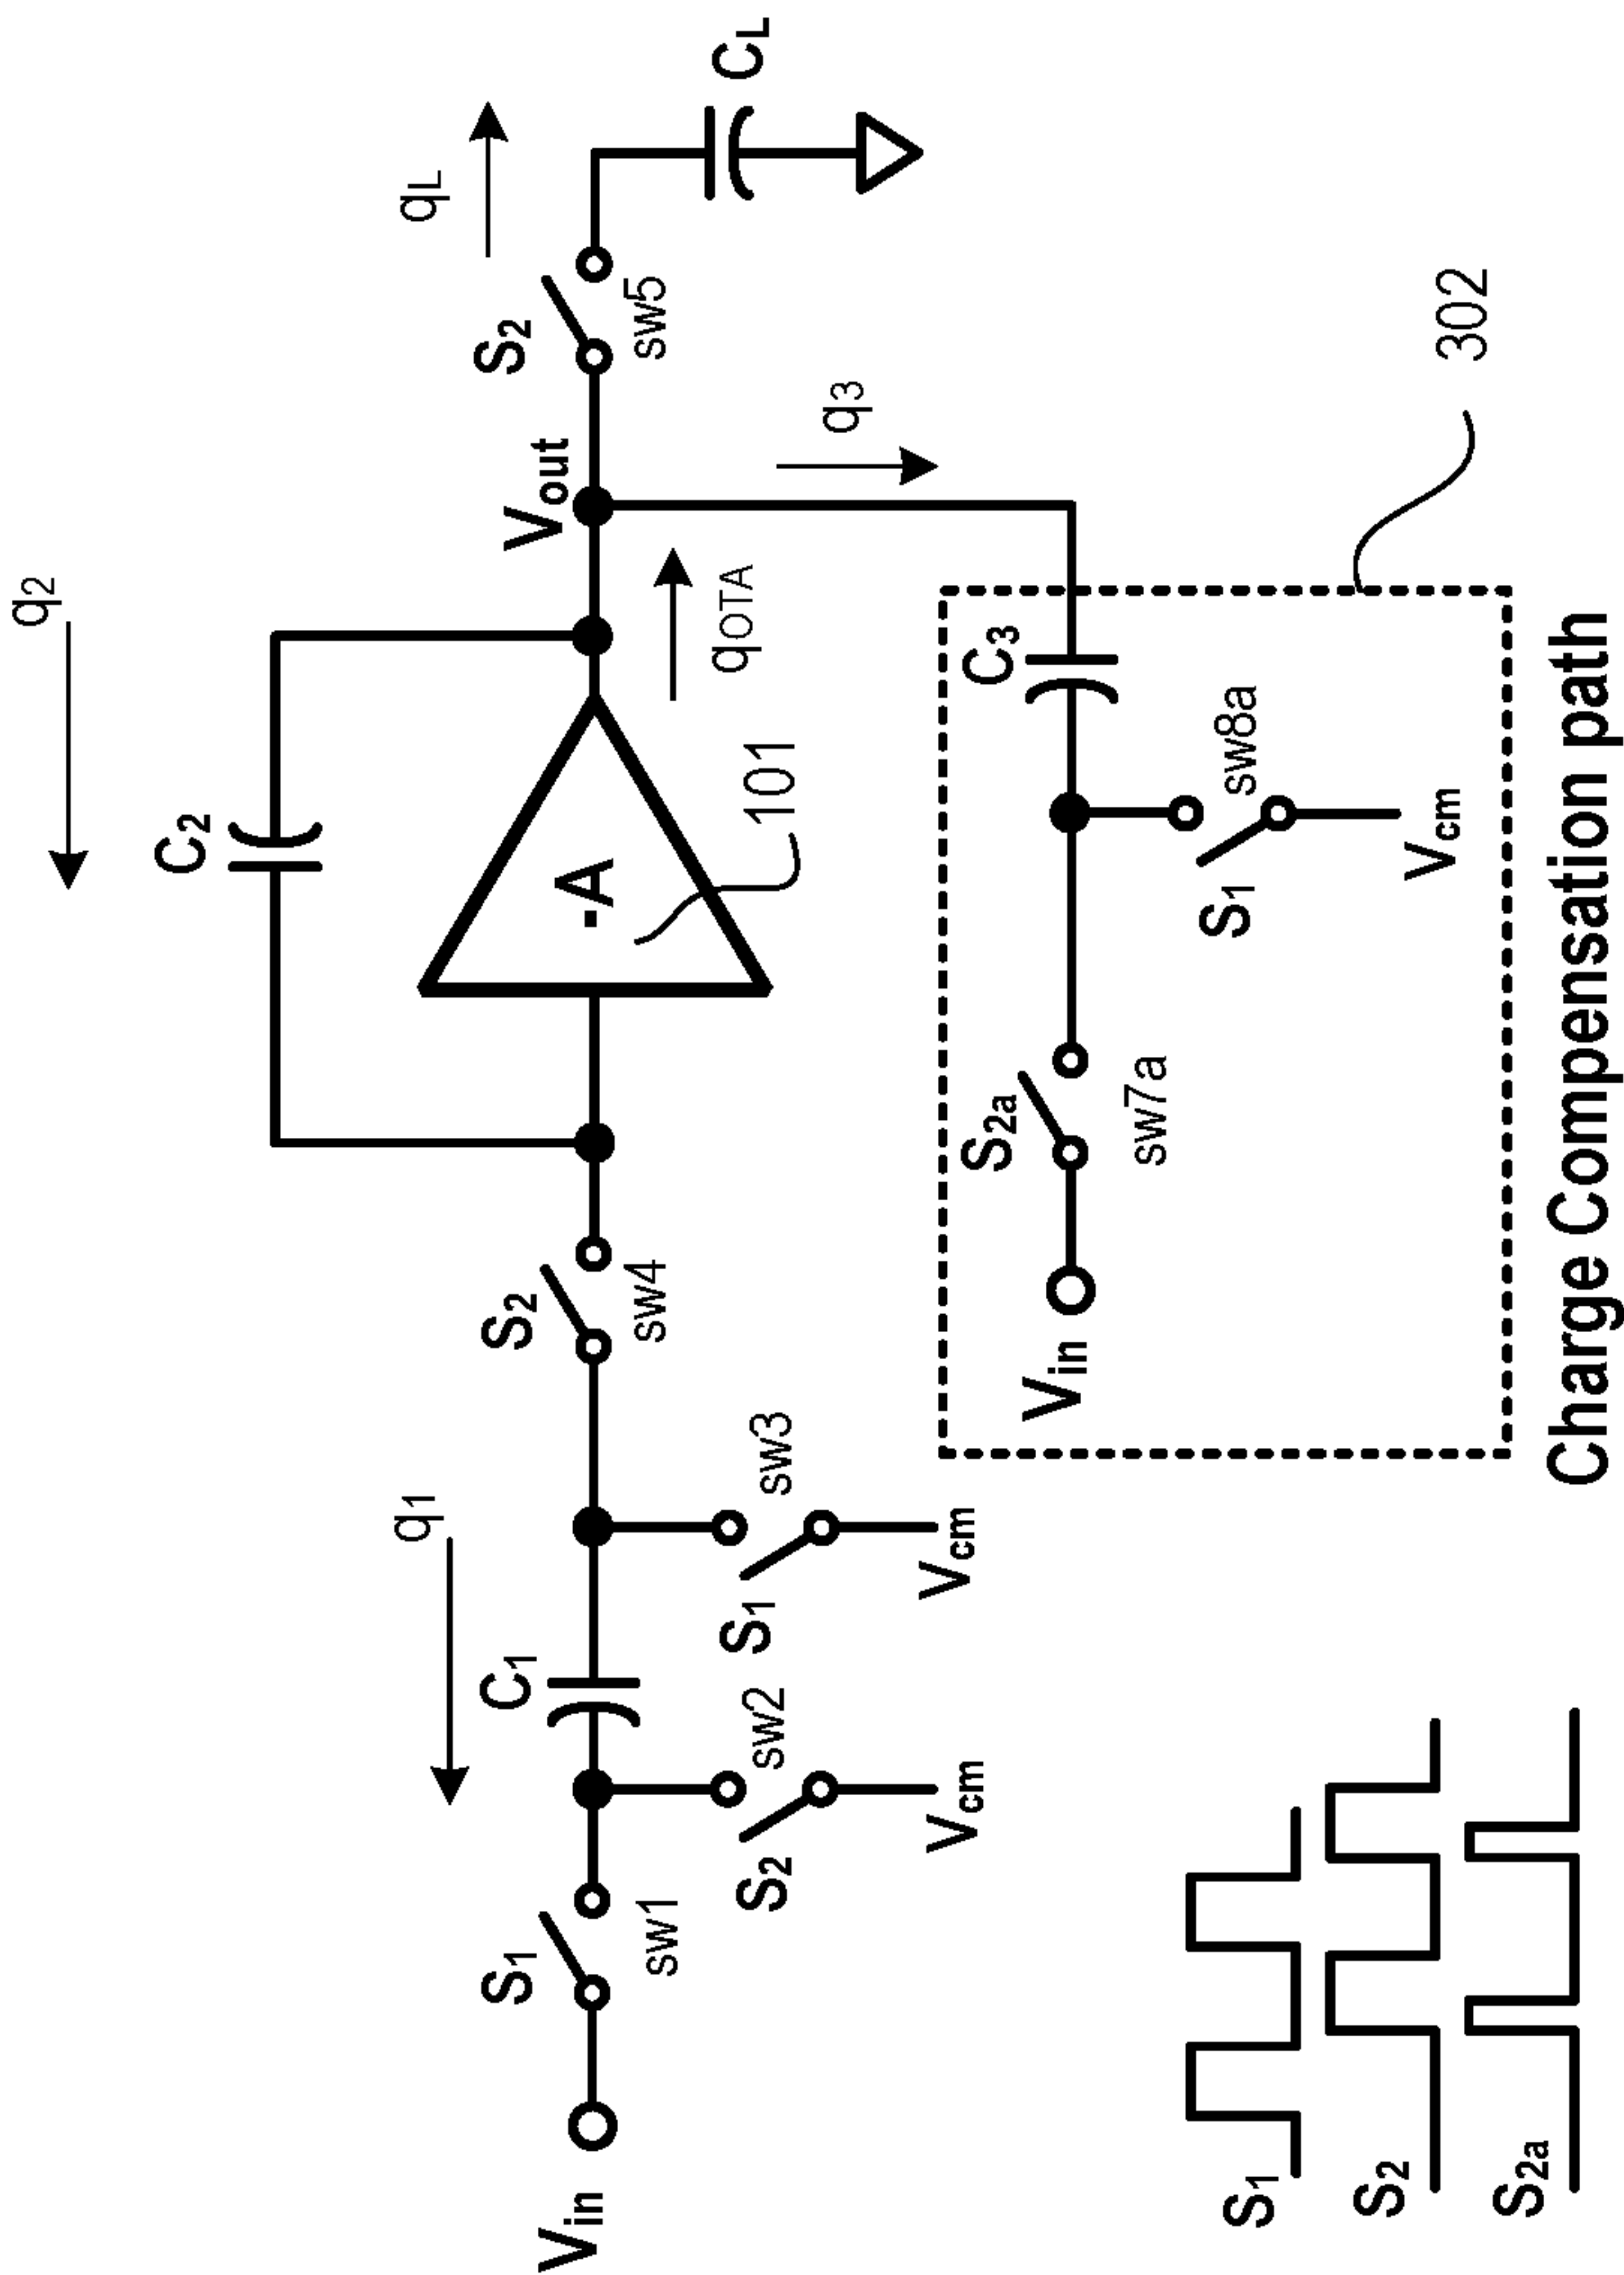 q2
C2
qL
q1
-A
S1
C1
S2
Vout
S2
CL
sw1
sw4
qOTA
sw5
Vin
S2
sw2
S1
sw3
101
q3
Vcm
Vcm
S2a
C3
Vin
sw7a
S1
sw8a
302
S1
Vcm
S2
S2a
Charge Compensation path